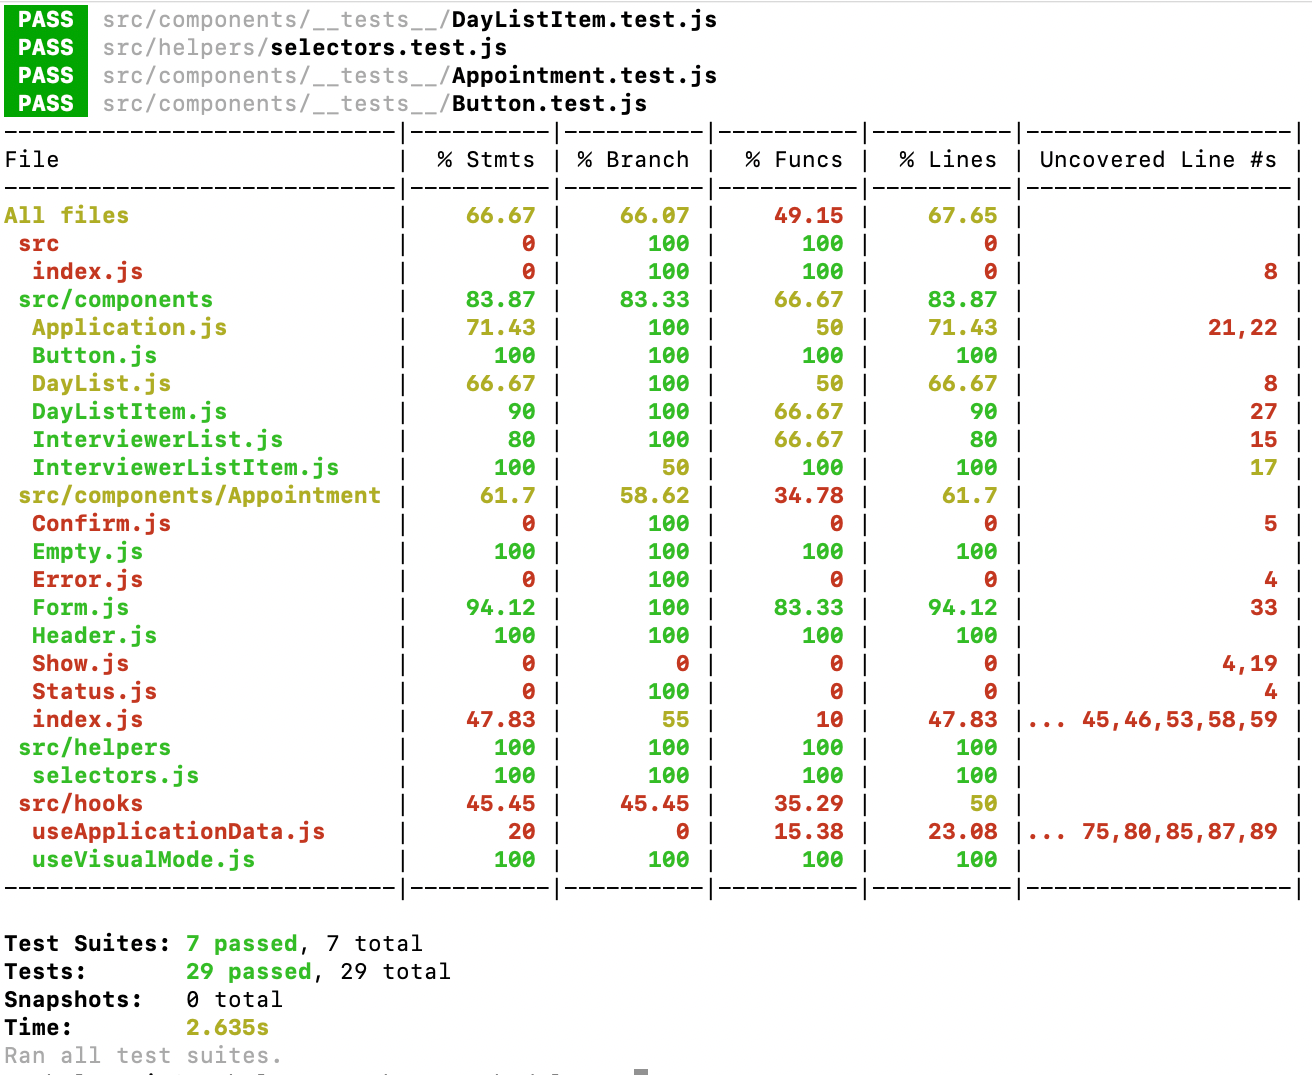 PASS src/components/__tests__/DayListItem.test.js
PASS src/helpers/selectors.test.js
PASS src/components/__tests__/Appointment.test.js
PASS src/components/__tests__/Button.test.js
----------------------------|----------|----------|----------|----------|-------------------|
File | % Stmts | % Branch | % Funcs | % Lines | Uncovered Line #s |
----------------------------|----------|----------|----------|----------|-------------------|
All files | 66.67 | 66.07 | 49.15 | 67.65 | |
src | 0 | 100 | 100 | 0 | |
index.js | 0 | 100 | 100 | 0 | 8 |
src/components | 83.87 | 83.33 | 66.67 | 83.87 | |
Application.js | 71.43 | 100 | 50 | 71.43 | 21,22 |
Button.js | 100 | 100 | 100 | 100 | |
DayList.js | 66.67 | 100 | 50 | 66.67 | 8 |
DayListItem.js | 90 | 100 | 66.67 | 90 | 27 |
InterviewerList.js | 80 | 100 | 66.67 | 80 | 15 |
InterviewerListItem.js | 100 | 50 | 100 | 100 | 17 |
src/components/Appointment | 61.7 | 58.62 | 34.78 | 61.7 | |
Confirm.js | 0 | 100 | 0 | 0 | 5 |
Empty.js | 100 | 100 | 100 | 100 | |
Error.js | 0 | 100 | 0 | 0 | 4 |
Form.js | 94.12 | 100 | 83.33 | 94.12 | 33 |
Header.js | 100 | 100 | 100 | 100 | |
Show.js | 0 | 0 | 0 | 0 | 4,19 |
Status.js | 0 | 100 | 0 | 0 | 4 |
index.js | 47.83 | 55 | 10 | 47.83 |... 45,46,53,58,59 |
src/helpers | 100 | 100 | 100 | 100 | |
selectors.js | 100 | 100 | 100 | 100 | |
src/hooks | 45.45 | 45.45 | 35.29 | 50 | |
useApplicationData.js | 20 | 0 | 15.38 | 23.08 |... 75,80,85,87,89 |
useVisualMode.js | 100 | 100 | 100 | 100 | |
----------------------------|----------|----------|----------|----------|-------------------|
Test Suites: 7 passed, 7 total
Tests: 29 passed, 29 total
Snapshots: 0 total
Time: 2.635s
Ran all test suites.